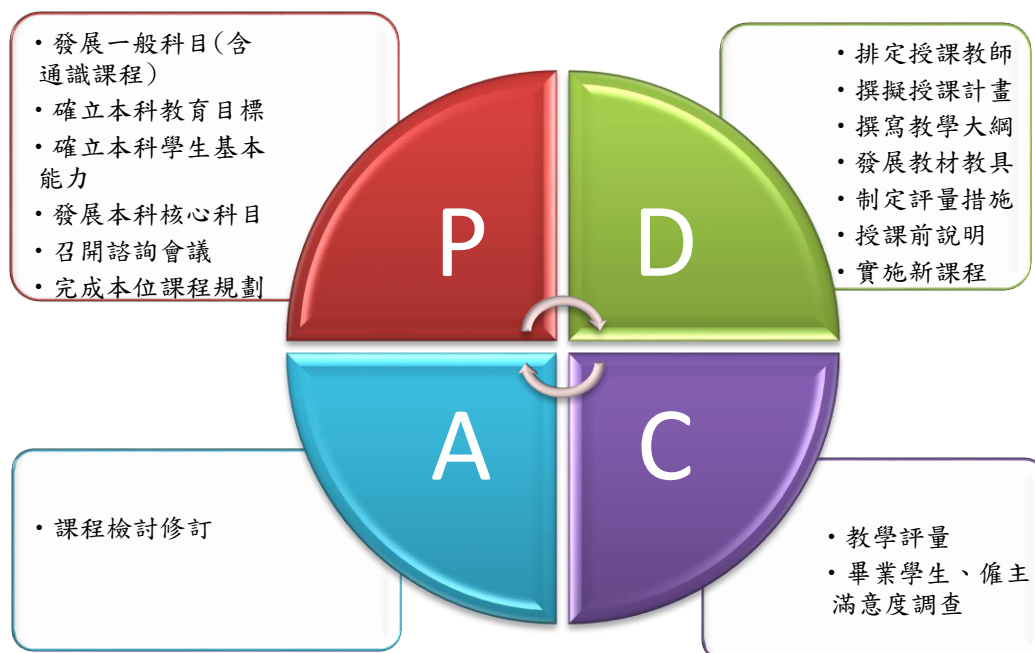 ・發展一般科目(含
通識課程)
・確立本科教育目標
・確立本科學生基本
能力
・發展本科核心科目
・召開諮詢會議
・完成本位課程規劃
P
・排定授課教師
・撰擬授課計畫
・撰寫教學大綱
・發展教材教具
・制定評量措施
・授課前說明
・實施新課程
D
・課程檢討修訂
A
C
・教學評量
・畢業學生、僱主
滿意度調查